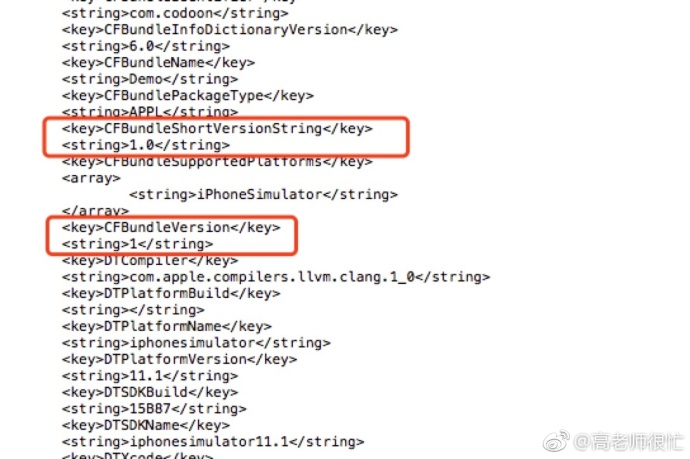 <string>com.codoon</string>
<key>CFBundleInfoDictionaryVersion</key>
<string>6.0</string>
<key>CFBundleName</key>
<string>Demo</string>
<key>CFBundlePackageType</key>
<string>APPL</string>
<key>CFBundleShortVersionString</key>
<string>1.0</string>
<key>CFBundleSupportedPlatforms</key>
<array>
<string>iPhoneSimulator</string>
</array>
<key>CFBundleVersion</key>
<string>1</string>
<key>DTCompiler</key>
<string>com.apple.compilers.llvm.clang.1_0</string>
<key>DTPlatformBuild</key>
<string></string>
<key>DTPlatformName</key>
<string>iphonesimulator</string>
<key>DTPlatformVersion</key>
<string>11.1</string>
<key>DTSDKBuild</key>
<string>15B87</string>
<key>DTSDKName</key>
<string>iphonesimulator11.1</string>
<key>DTXcode</key>
@高老师很忙